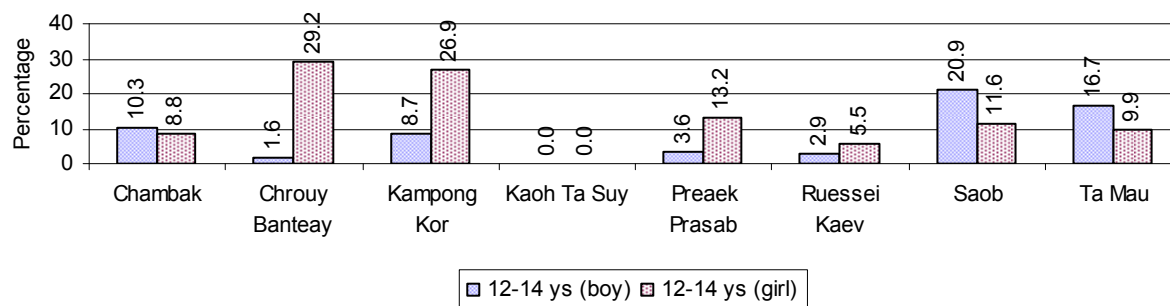 Percentage
40
30
20
10
0
10.3
8.8
1.6
29.2
8.7
26.9
0.0
0.0
3.6
13.2
2.9
5.5
20.9
11.6
16.7
9.9
Chambak
Chrouy
Banteay
Kampong
Kor
Kaoh Ta Suy
Preaek
Prasab
Ruessei
Kaev
Saob
Ta Mau
12-14 ys (boy)
12-14 ys (girl)